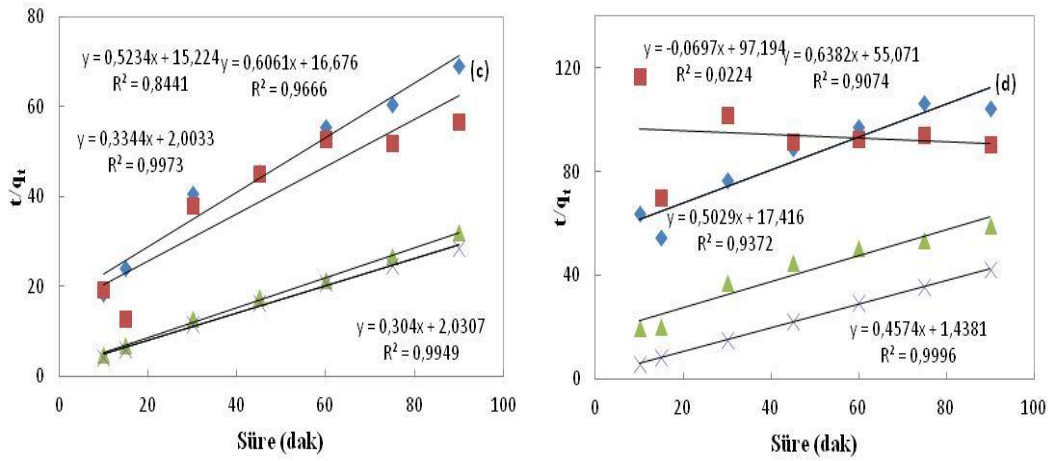 80
60
40
20
0
0 20 40 60 80 100
t/qt
Süre (dak)
(c)
y = 0,5234x + 15,224
R² = 0,8441
y = 0,6061x + 16,676
R² = 0,9666
y = 0,3344x + 2,0033
R² = 0,9973
y = 0,304x + 2,0307
R² = 0,9949
120
80
40
0
0 20 40 60 80 100
t/qt
Süre (dak)
(d)
y = -0,0697x + 97,194
R² = 0,0224
y = 0,6382x + 55,071
R² = 0,9074
y = 0,5029x + 17,416
R² = 0,9372
y = 0,4574x + 1,4381
R² = 0,9996